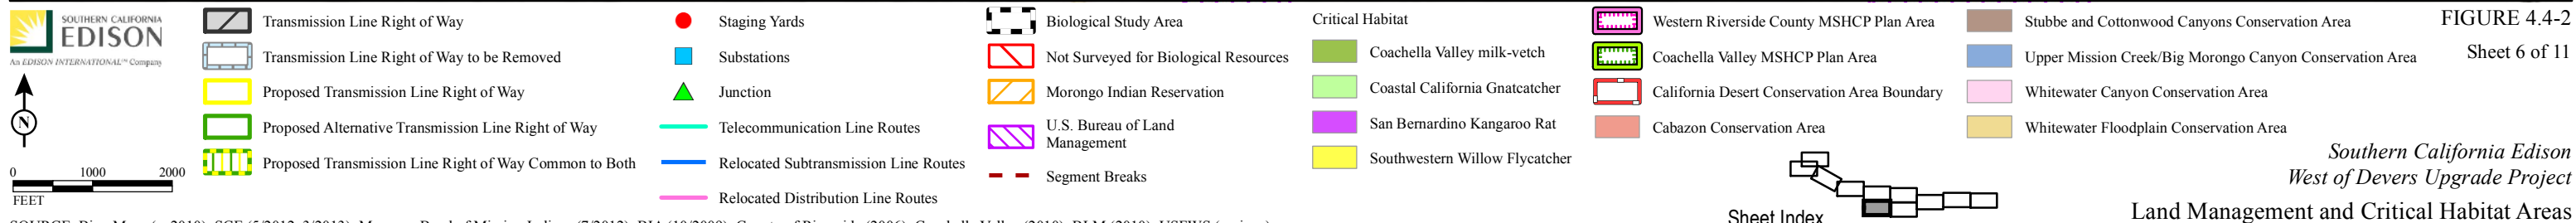 SOUTHERN CALIFORNIA
EDISON
An EDISON INTERNATIONAL™ Company
N
0 1000 2000
FEET
Transmission Line Right of Way
Transmission Line Right of Way to be Removed
Proposed Transmission Line Right of Way
Proposed Alternative Transmission Line Right of Way
Proposed Transmission Line Right of Way Common to Both
Staging Yards
Substations
Junction
Telecommunication Line Routes
Relocated Subtransmission Line Routes
Relocated Distribution Line Routes
Biological Study Area
Not Surveyed for Biological Resources
Morongo Indian Reservation
U.S. Bureau of Land
Management
Segment Breaks
Critical Habitat
Coachella Valley milk-vetch
Coastal California Gnatcatcher
San Bernardino Kangaroo Rat
Southwestern Willow Flycatcher
Western Riverside County MSHCP Plan Area
Coachella Valley MSHCP Plan Area
California Desert Conservation Area Boundary
Cabazon Conservation Area
Stubbe and Cottonwood Canyons Conservation Area
Upper Mission Creek/Big Morongo Canyon Conservation Area
Whitewater Canyon Conservation Area
Whitewater Floodplain Conservation Area
Sheet Index
FIGURE 4.4-2
Sheet 6 of 11
Southern California Edison
West of Devers Upgrade Project
Land Management and Critical Habitat Areas